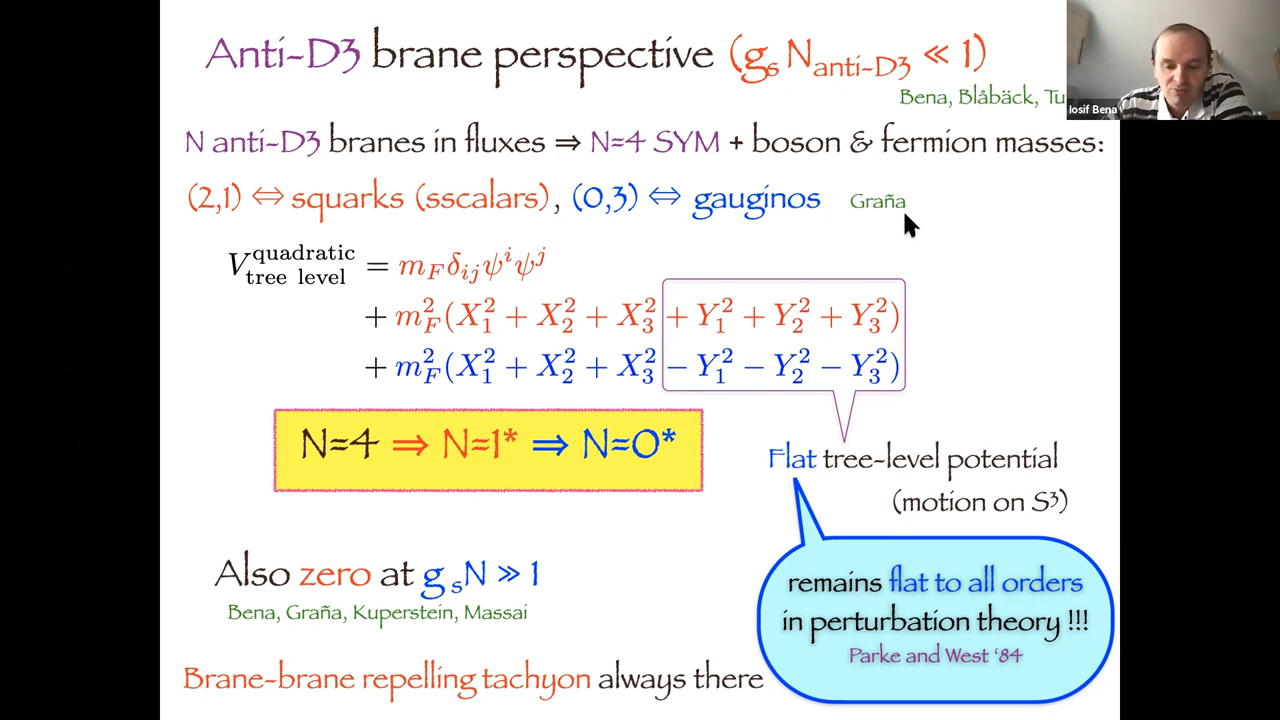 Anti-D3 brane perspective (gₛ N_anti-D3 ≪ 1)
Bena, Blåbäck,
Iosif Bena
N anti-D3 branes in fluxes ⇒ N=4 SYM + boson & fermion masses:
(2,1) ⇔ squarks (sscalars), (0,3) ⇔ gauginos Graña
V^quadratic_tree level = m_F δ_ij ψ^i ψ^j
+ m_F^2 (X_1^2 + X_2^2 + X_3^2 + Y_1^2 + Y_2^2 + Y_3^2)
+ m_F^2 (X_1^2 + X_2^2 + X_3^2 − Y_1^2 − Y_2^2 − Y_3^2)
N=4 ⇒ N=1* ⇒ N=0*
Flat tree-level potential
(motion on S³)
Also zero at g ₛN ≫ 1
Bena, Graña, Kuperstein, Massai
remains flat to all orders
in perturbation theory !!!
Parke and West ‘84
Brane-brane repelling tachyon always there